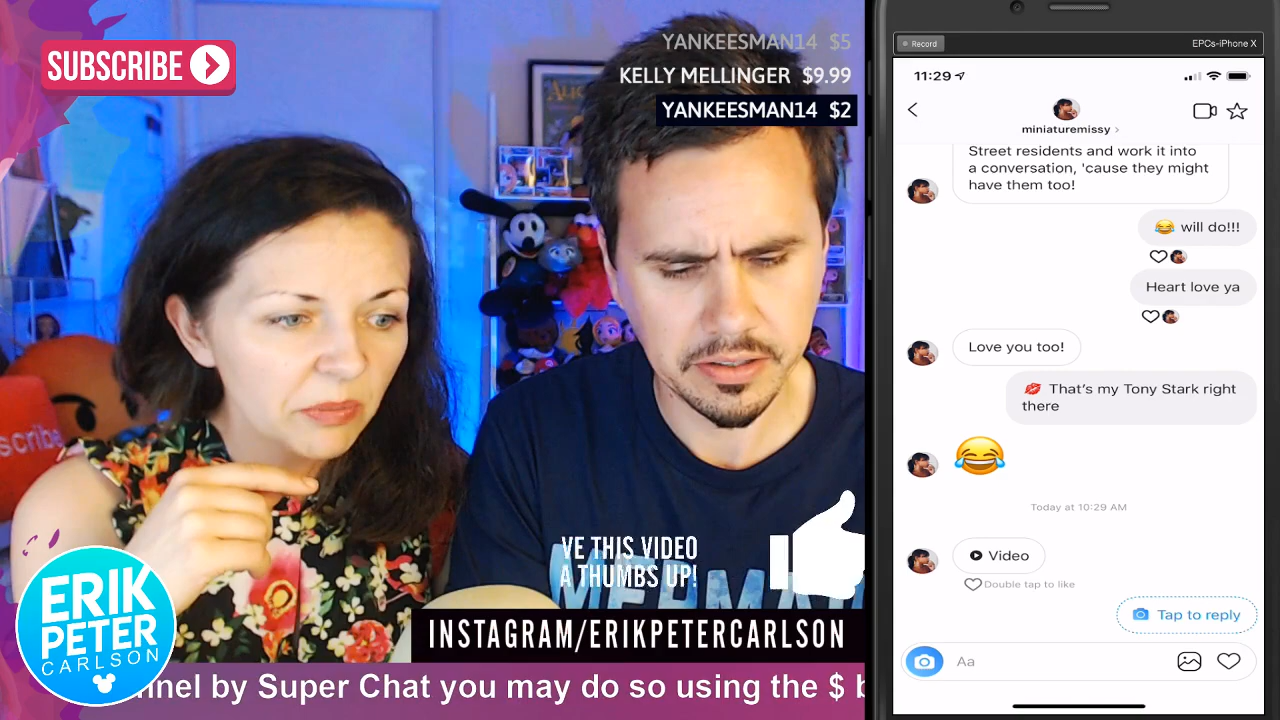 SUBSCRIBE
YANKEESMAN14 $5
KELLY MELLINGER $9.99
YANKEESMAN14 $2
scribe
VE THIS VIDEO
A THUMBS UP!
MERMAID
INSTAGRAM/ERIKPETERCARLSON
ERIK
PETER
CARLSON
nnel by Super Chat you may do so using the $ b
Record
EPCs-iPhone X
11:29
miniaturemissy
Street residents and work it into
a conversation, 'cause they might
have them too!
😂 will do!!!
Heart love ya
Love you too!
💋 That's my Tony Stark right
there
😂
Today at 10:29 AM
Video
Double tap to like
Tap to reply
Aa